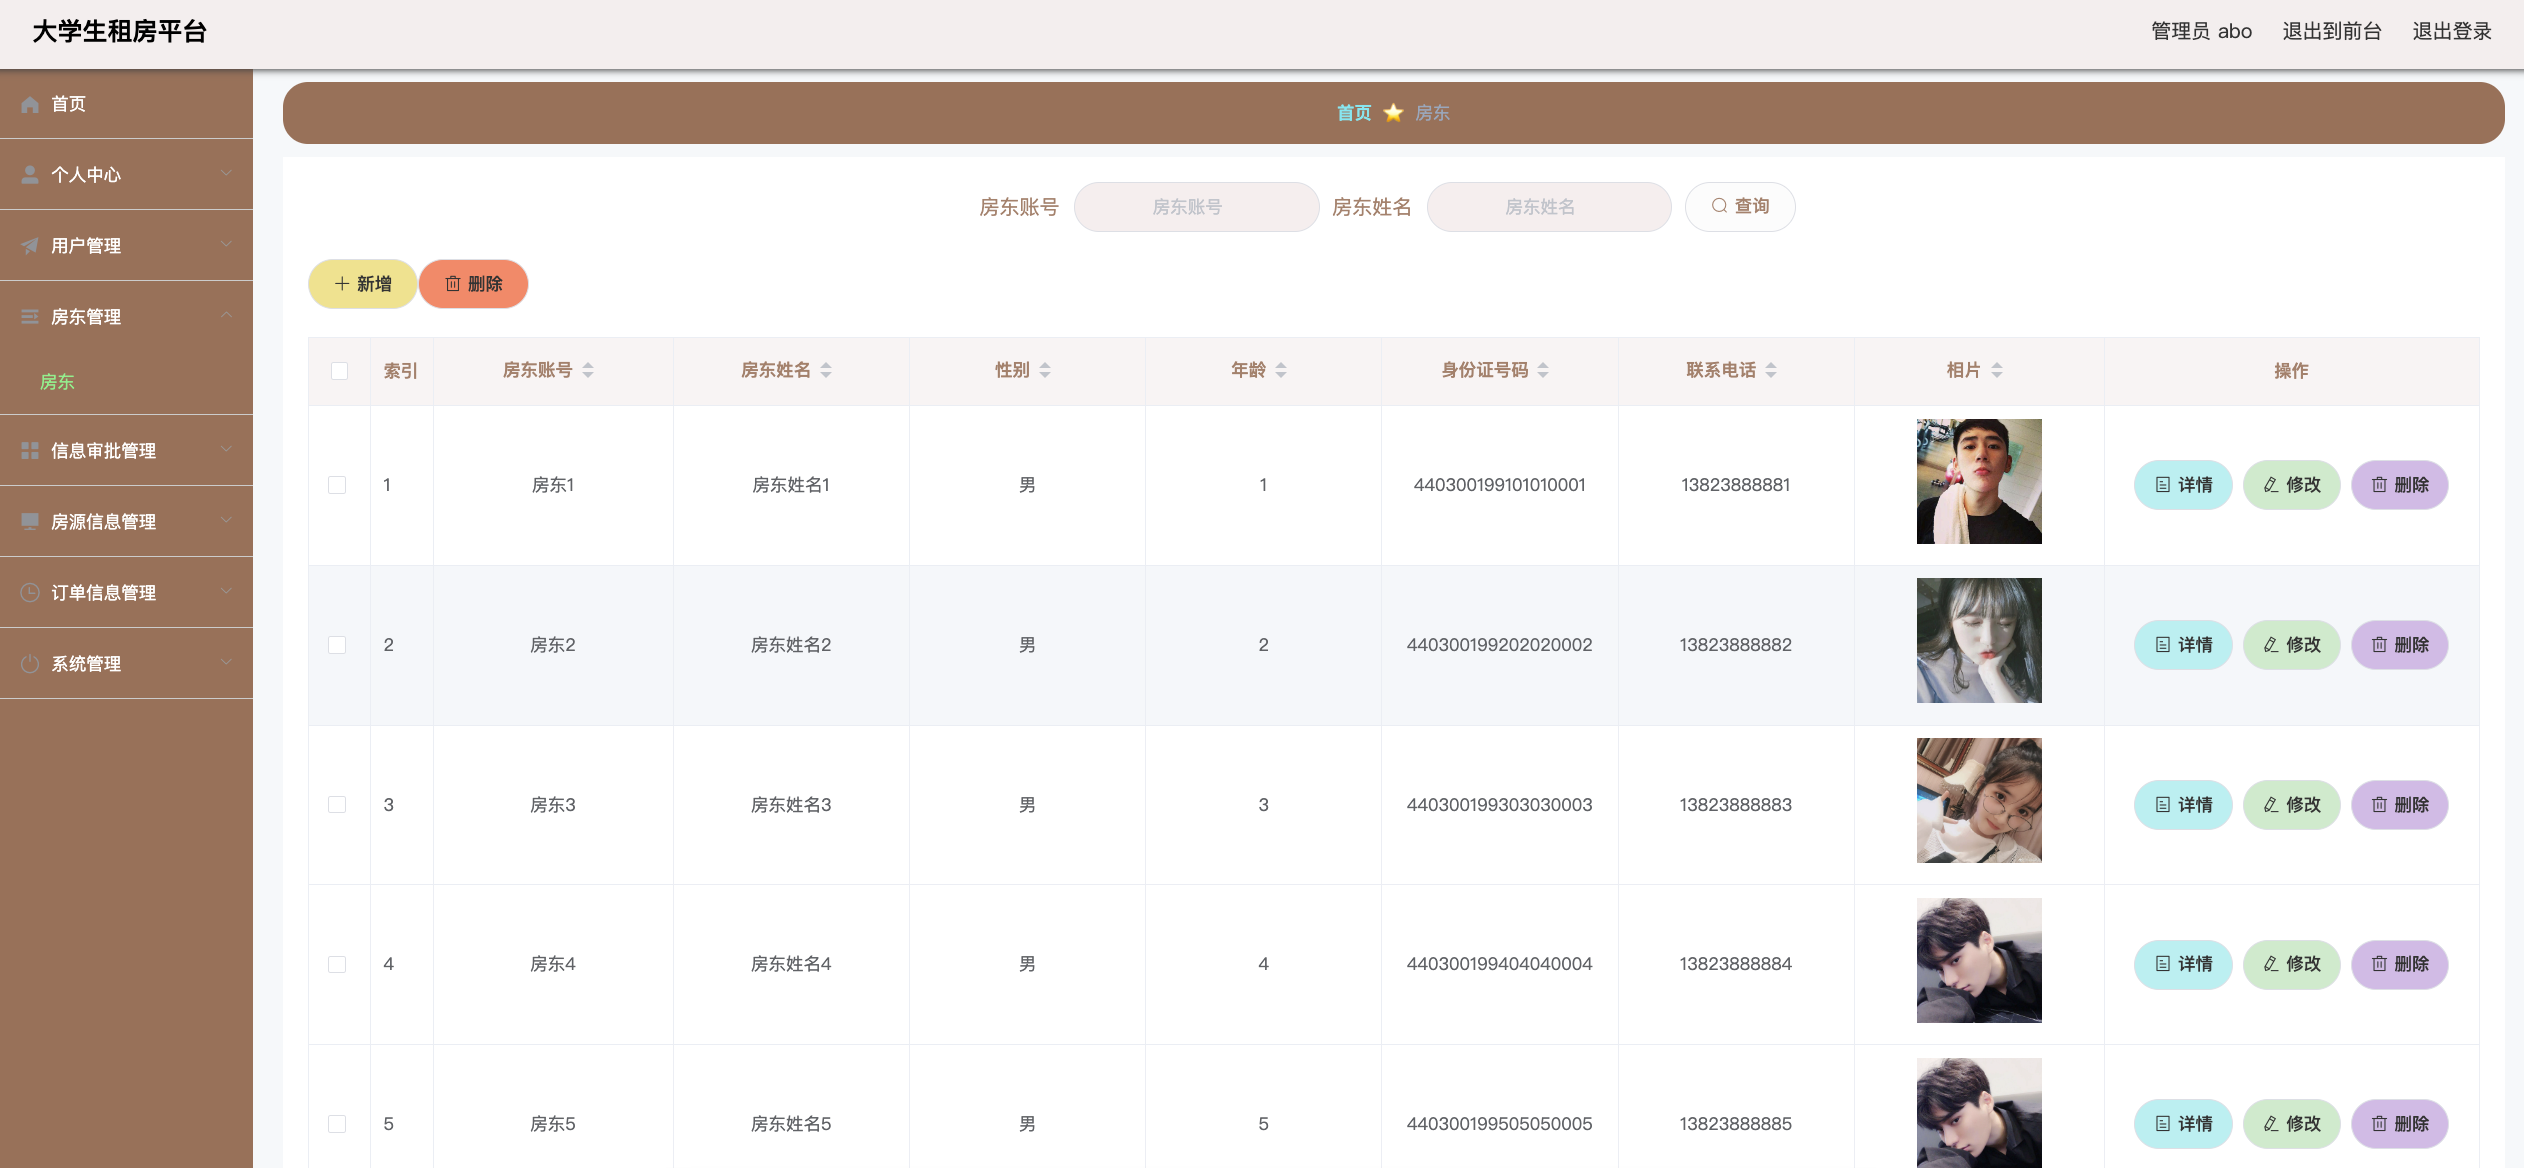 大学生租房平台
管理员 abo 退出到前台 退出登录
首页
个人中心
用户管理
房东管理
房东
信息审批管理
房源信息管理
订单信息管理
系统管理
首页 房东
房东账号 房东账号 房东姓名 房东姓名 查询
新增 删除
索引 房东账号 房东姓名 性别 年龄 身份证号码 联系电话 相片 操作
1 房东1 房东姓名1 男 1 440300199101010001 13823888881 详情 修改 删除
2 房东2 房东姓名2 男 2 440300199202020002 13823888882 详情 修改 删除
3 房东3 房东姓名3 男 3 440300199303030003 13823888883 详情 修改 删除
4 房东4 房东姓名4 男 4 440300199404040004 13823888884 详情 修改 删除
5 房东5 房东姓名5 男 5 440300199505050005 13823888885 详情 修改 删除